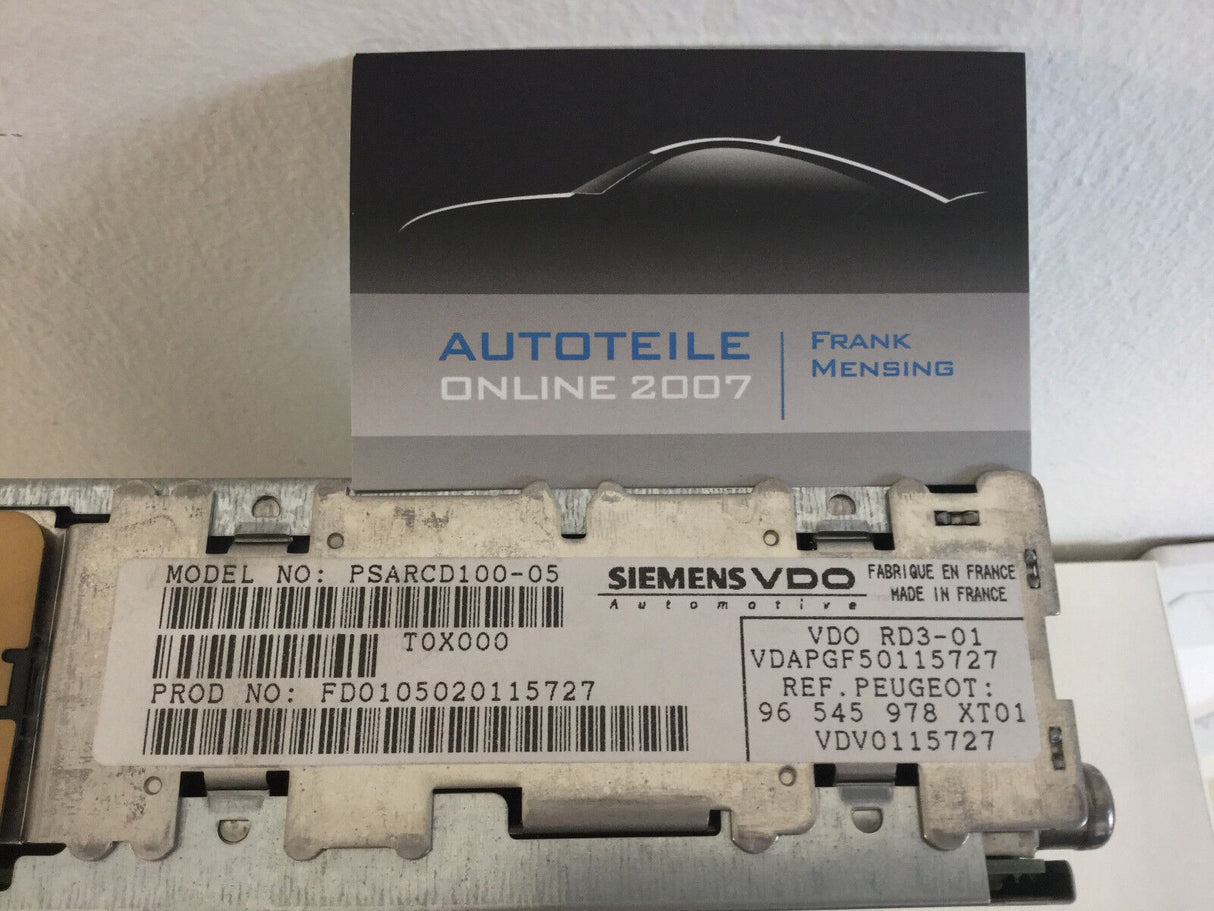 AUTOTEILE
ONLINE 2007
FRANK
MENSING
MODEL NO: PSARCD100-05
T0X000
PROD NO: FD0105020115727
SIEMENS VDO
Automotive
FABRIQUE EN FRANCE
MADE IN FRANCE
VDO RD3-01
VDAPGF50115727
REF.PEUGEOT:
96 545 978 XT01
VDV0115727